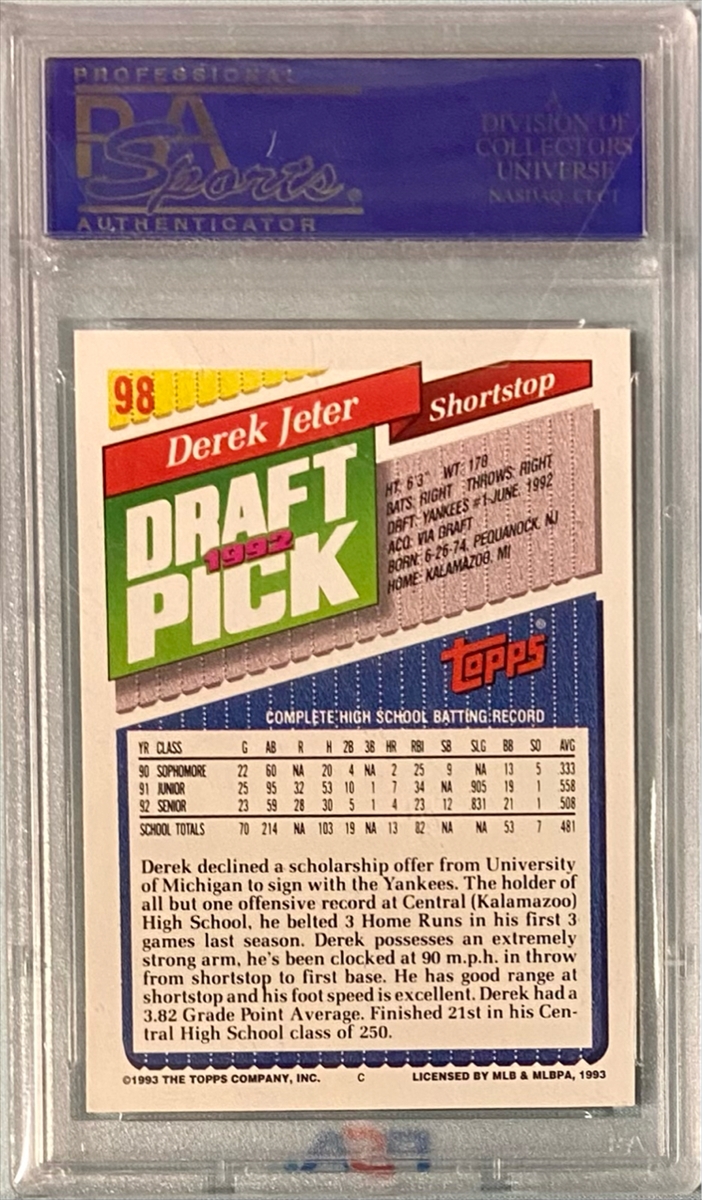 PROFESSIONAL
PSA
Sports
AUTHENTICATOR
A
DIVISION OF
COLLECTORS
UNIVERSE
NASDAQ: CLCT
98
Derek Jeter
Shortstop
DRAFT
1992
PICK
HT: 6'3" WT: 178
BATS: RIGHT THROWS: RIGHT
DRFT: YANKEES #1-JUNE, 1992
ACQ: VIA DRAFT
BORN: 6-26-74, PEQUANOCK, NJ
HOME: KALAMAZOO, MI
topps®
COMPLETE HIGH SCHOOL BATTING RECORD
YR CLASS G AB R H 2B 3B HR RBI SB SLG BB SO AVG
90 SOPHOMORE 22 60 NA 20 4 NA 2 25 9 NA 13 5 .333
91 JUNIOR 25 95 32 53 10 1 7 34 NA .905 19 1 .558
92 SENIOR 23 59 28 30 5 1 4 23 12 .831 21 1 .508
SCHOOL TOTALS 70 214 NA 103 19 NA 13 82 NA NA 53 7 .481
Derek declined a scholarship offer from University
of Michigan to sign with the Yankees. The holder of
all but one offensive record at Central (Kalamazoo)
High School, he belted 3 Home Runs in his first 3
games last season. Derek possesses an extremely
strong arm, he's been clocked at 90 m.p.h. in throw
from shortstop to first base. He has good range at
shortstop and his foot speed is excellent. Derek had a
3.82 Grade Point Average. Finished 21st in his Cen-
tral High School class of 250.
©1993 THE TOPPS COMPANY, INC. C LICENSED BY MLB & MLBPA, 1993